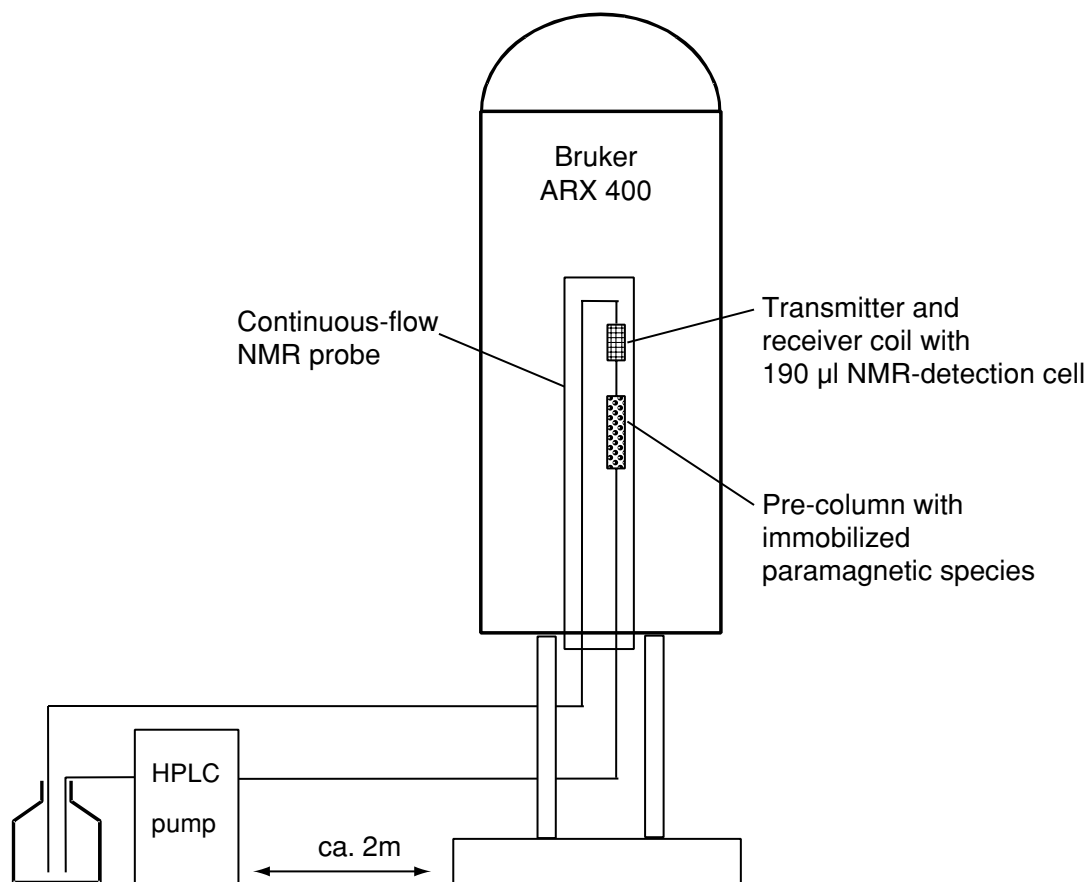 Bruker
ARX 400
Continuous-flow
NMR probe
Transmitter and
receiver coil with
190 µl NMR-detection cell
Pre-column with
immobilized
paramagnetic species
HPLC
pump
ca. 2m